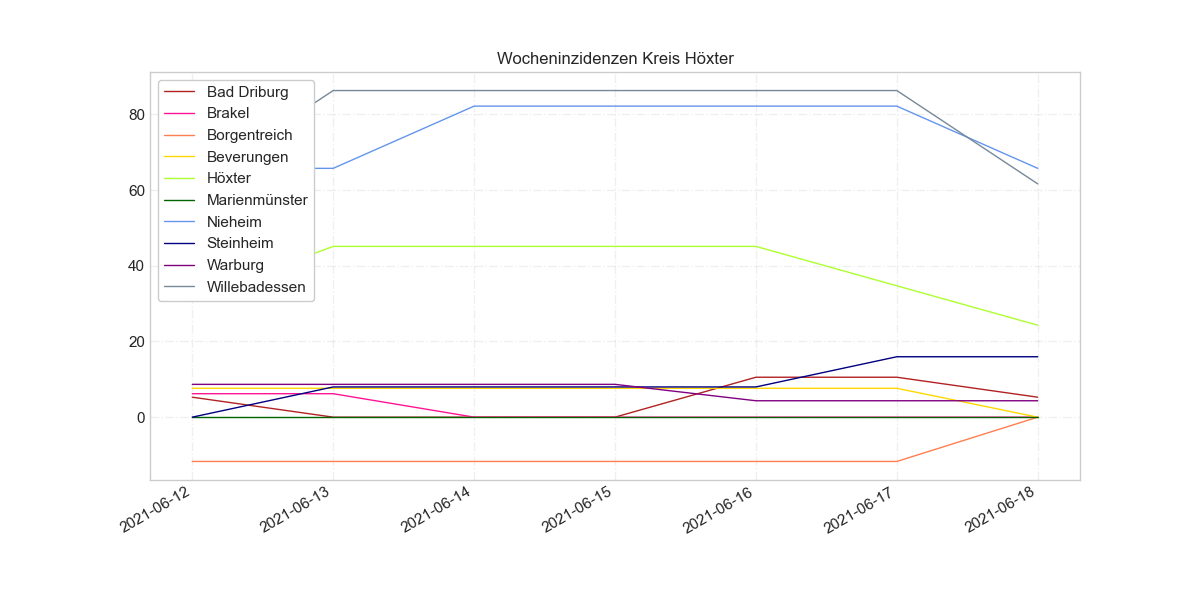 Wocheninzidenzen Kreis Höxter
Bad Driburg
Brakel
Borgentreich
Beverungen
Höxter
Marienmünster
Nieheim
Steinheim
Warburg
Willebadessen
80
60
40
20
0
2021-06-12
2021-06-13
2021-06-14
2021-06-15
2021-06-16
2021-06-17
2021-06-18